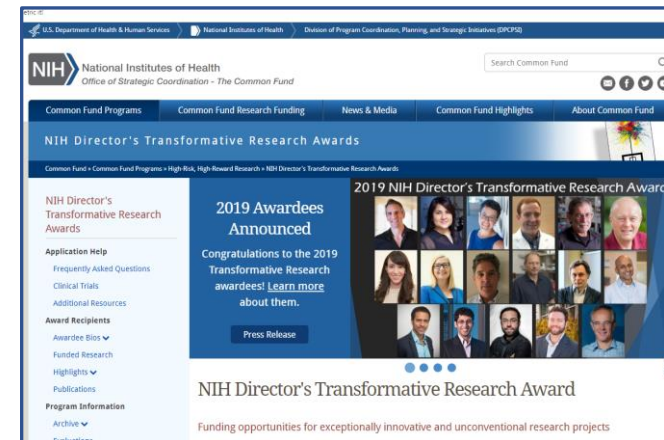 etric dl
U.S. Department of Health & Human Services
National Institutes of Health
Division of Program Coordination, Planning, and Strategic Initiatives (DPCPSI)
NIH
National Institutes of Health
Office of Strategic Coordination - The Common Fund
Search Common Fund
Common Fund Programs
Common Fund Research Funding
News & Media
Common Fund Highlights
About Common Fund
NIH Director's Transformative Research Awards
Common Fund » Common Fund Programs » High-Risk, High-Reward Research » NIH Director's Transformative Research Awards
NIH Director's
Transformative Research
Awards
Application Help
Frequently Asked Questions
Clinical Trials
Additional Resources
Award Recipients
Awardee Bios
Funded Research
Highlights
Publications
Program Information
Archive
Evaluations
2019 Awardees
Announced
Congratulations to the 2019
Transformative Research
awardees! Learn more
about them.
Press Release
2019 NIH Director's Transformative Research Award
NIH Director's Transformative Research Award
Funding opportunities for exceptionally innovative and unconventional research projects